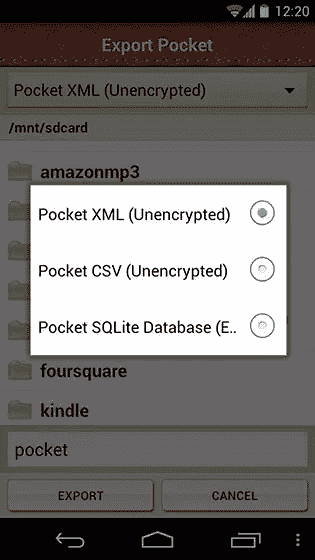 12:20
Export Pocket
Pocket XML (Unencrypted)
/mnt/sdcard
amazonmp3
Pocket XML (Unencrypted)
Pocket CSV (Unencrypted)
Pocket SQLite Database (E..
foursquare
kindle
pocket
EXPORT CANCEL